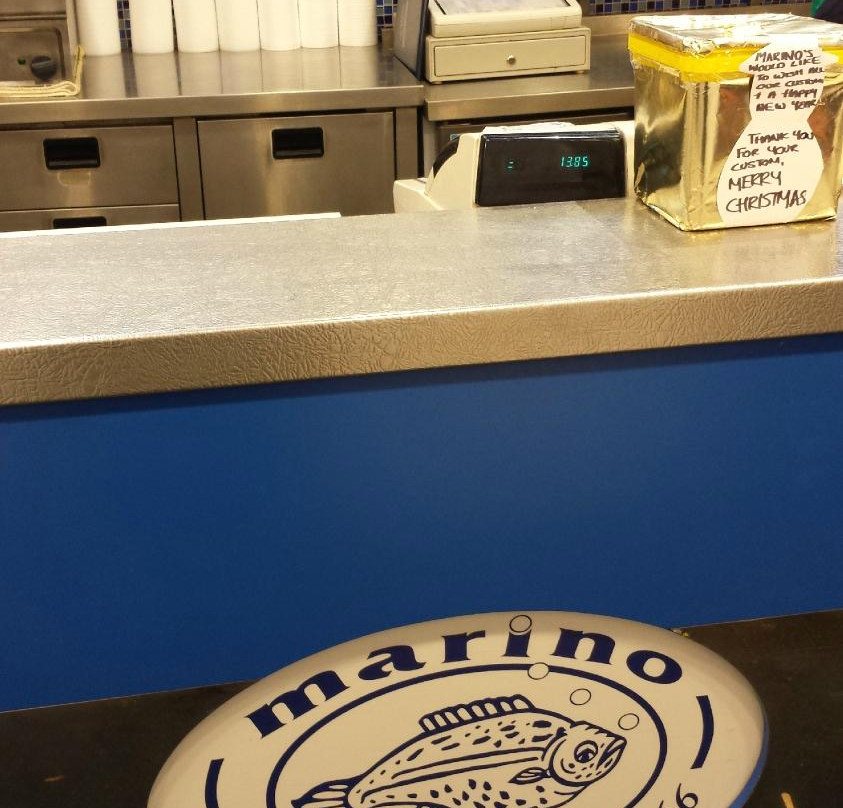 13.85
MARINO'S
WOULD LIKE
TO WISH ALL
OUR CUSTOM
+ A HAPPY
NEW YEAR
THANK YOU
FOR YOUR
CUSTOM,
MERRY
CHRISTMAS
marino